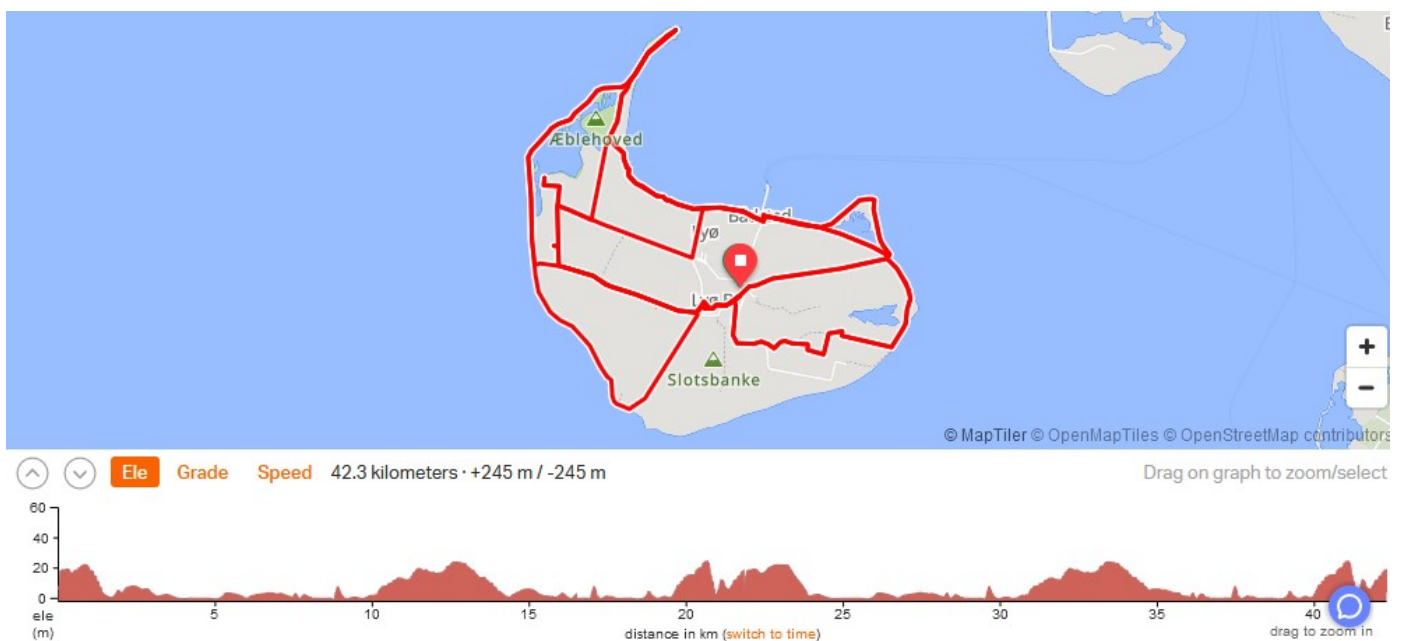 Æblehoved
Lyø
Slotsbanke
+
−
© MapTiler © OpenMapTiles © OpenStreetMap contributors
Ele Grade Speed 42.3 kilometers · +245 m / -245 m Drag on graph to zoom/select
60
40
20
0
ele 5 10 15 20 25 30 35 40
(m) distance in km (switch to time) drag to zoom in